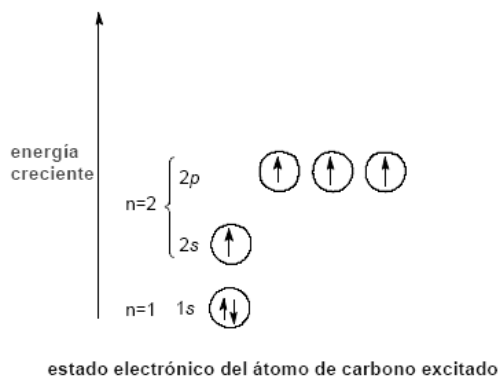 energía
creciente
2p
n=2
2s
n=1 1s
estado electrónico del átomo de carbono excitado